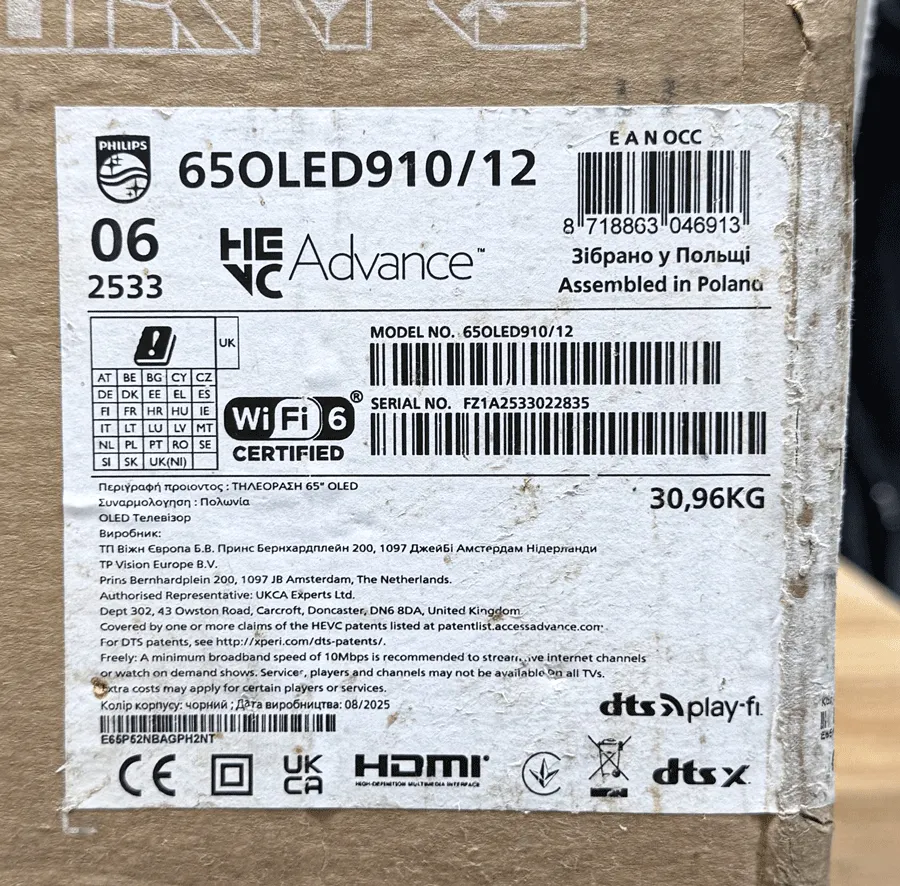 PHILIPS
65OLED910/12
EAN OCC
8 718863 046913
06
2533
HEVC Advance™
Зібрано у Польщі
Assembled in Poland
UK
AT BE BG CY CZ
DE DK EE EL ES
FI FR HR HU IE
IT LT LU LV MT
NL PL PT RO SE
SI SK UK(NI)
MODEL NO. 65OLED910/12
SERIAL NO. FZ1A2533022835
WiFi 6®
CERTIFIED
30,96KG
Περιγραφή προιοντος : ΤΗΛΕΟΡΑΣΗ 65" OLED
Συναρμολογηση : Πολωνία
OLED Телевізор
Виробник:
ТП Віжн Європа Б.В. Принс Бернхардплейн 200, 1097 ДжейБі Амстердам Нідерланди
TP Vision Europe B.V.
Prins Bernhardplein 200, 1097 JB Amsterdam, The Netherlands.
Authorised Representative: UKCA Experts Ltd.
Dept 302, 43 Owston Road, Carcroft, Doncaster, DN6 8DA, United Kingdom
Covered by one or more claims of the HEVC patents listed at patentlist.accessadvance.com.
For DTS patents, see http://xperi.com/dts-patents/.
Freely: A minimum broadband speed of 10Mbps is recommended to internet channels
or watch on demand shows. Services, players and channels may not be available on all TVs.
Extra costs may apply for certain players or services.
Колір корпусу: чорний ; Дата виробництва: 08/2025
dts play-fi
E65P52NBAGPH2NT
CE
UK
CA
HDMI
HIGH-DEFINITION MULTIMEDIA INTERFACE
dts X